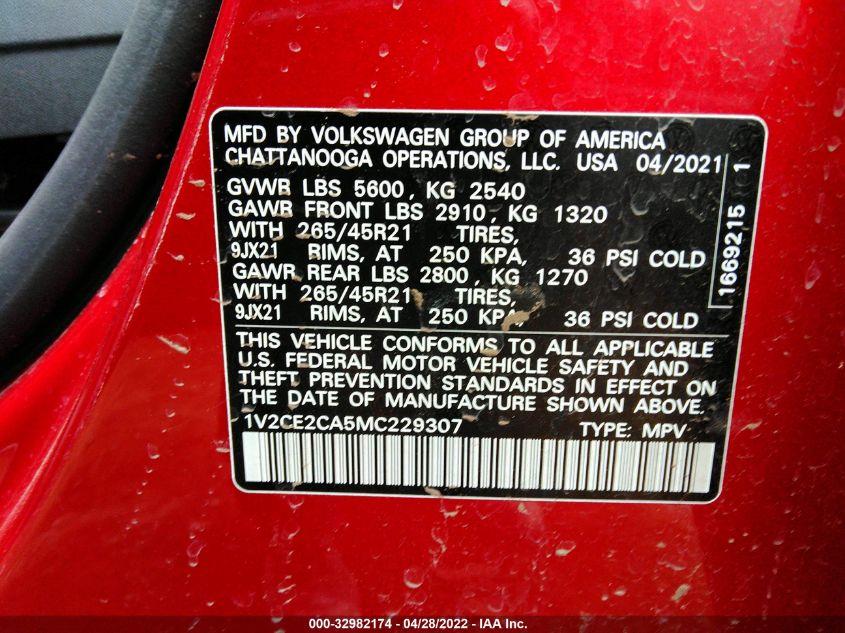 MFD BY VOLKSWAGEN GROUP OF AMERICA
CHATTANOOGA OPERATIONS, LLC. USA 04/2021
GVWR LBS 5600, KG 2540
GAWR FRONT LBS 2910, KG 1320
WITH 265/45R21 TIRES,
9JX21 RIMS, AT 250 KPA, 36 PSI COLD
GAWR REAR LBS 2800, KG 1270
WITH 265/45R21 TIRES,
9JX21 RIMS, AT 250 KPA, 36 PSI COLD
1669215 1
THIS VEHICLE CONFORMS TO ALL APPLICABLE
U.S. FEDERAL MOTOR VEHICLE SAFETY AND
THEFT PREVENTION STANDARDS IN EFFECT ON
THE DATE OF MANUFACTURE SHOWN ABOVE.
1V2CE2CA5MC229307 TYPE: MPV
000-32982174 - 04/28/2022 - IAA Inc.